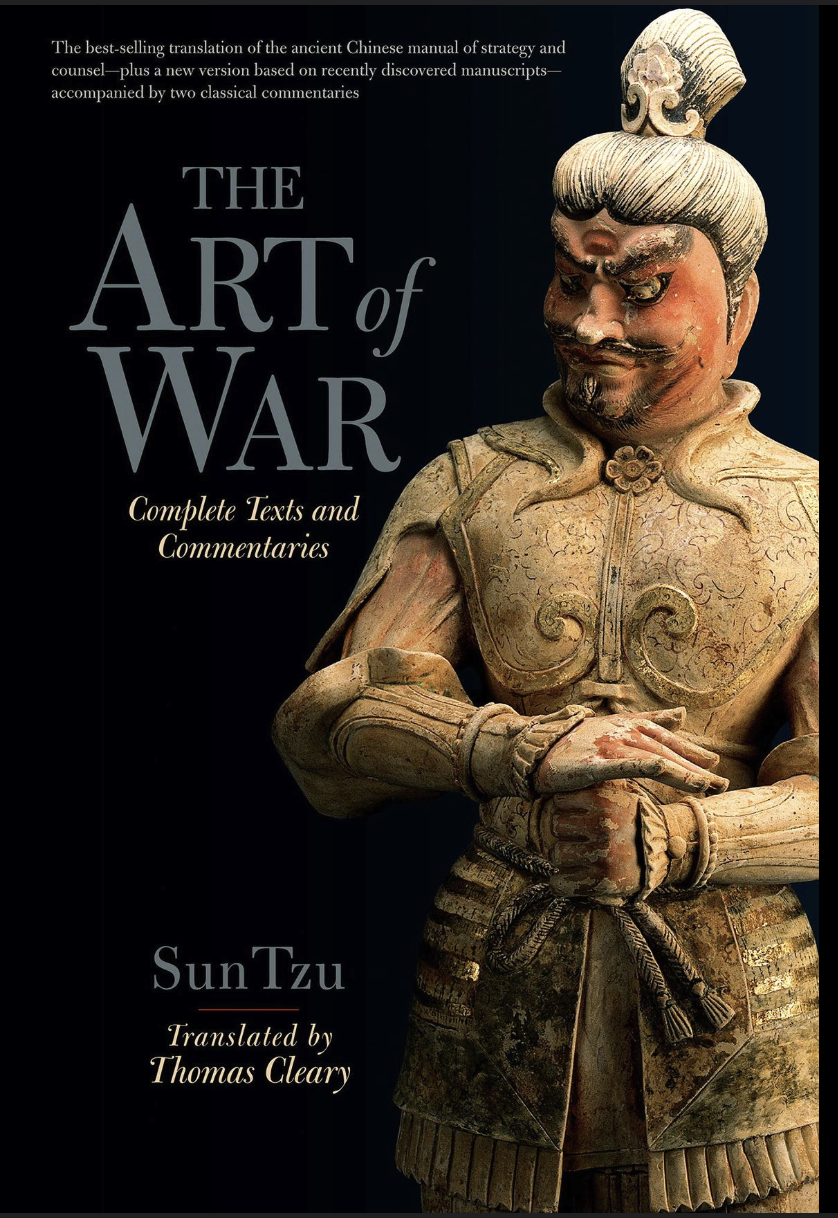 The best-selling translation of the ancient Chinese manual of strategy and
counsel—plus a new version based on recently discovered manuscripts—
accompanied by two classical commentaries
THE
ART of
WAR
Complete Texts and
Commentaries
Sun Tzu
Translated by
Thomas Cleary